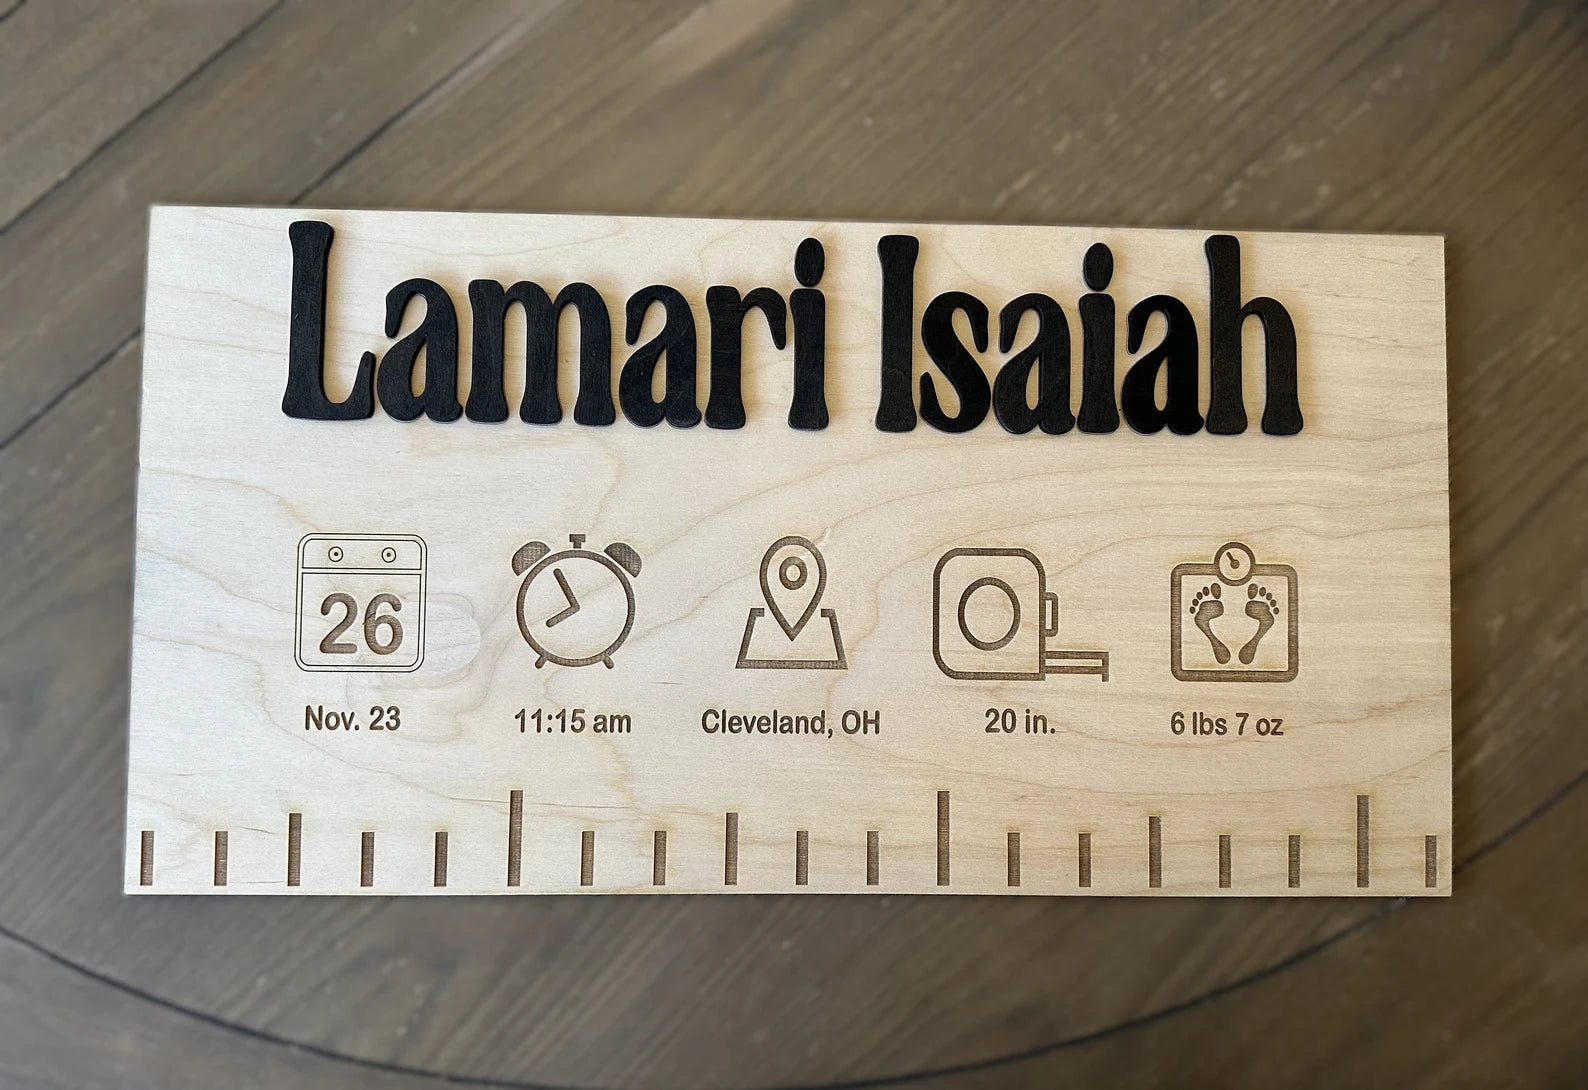 Lamari Isaiah
26
Nov. 23
11:15 am
Cleveland, OH
20 in.
6 lbs 7 oz